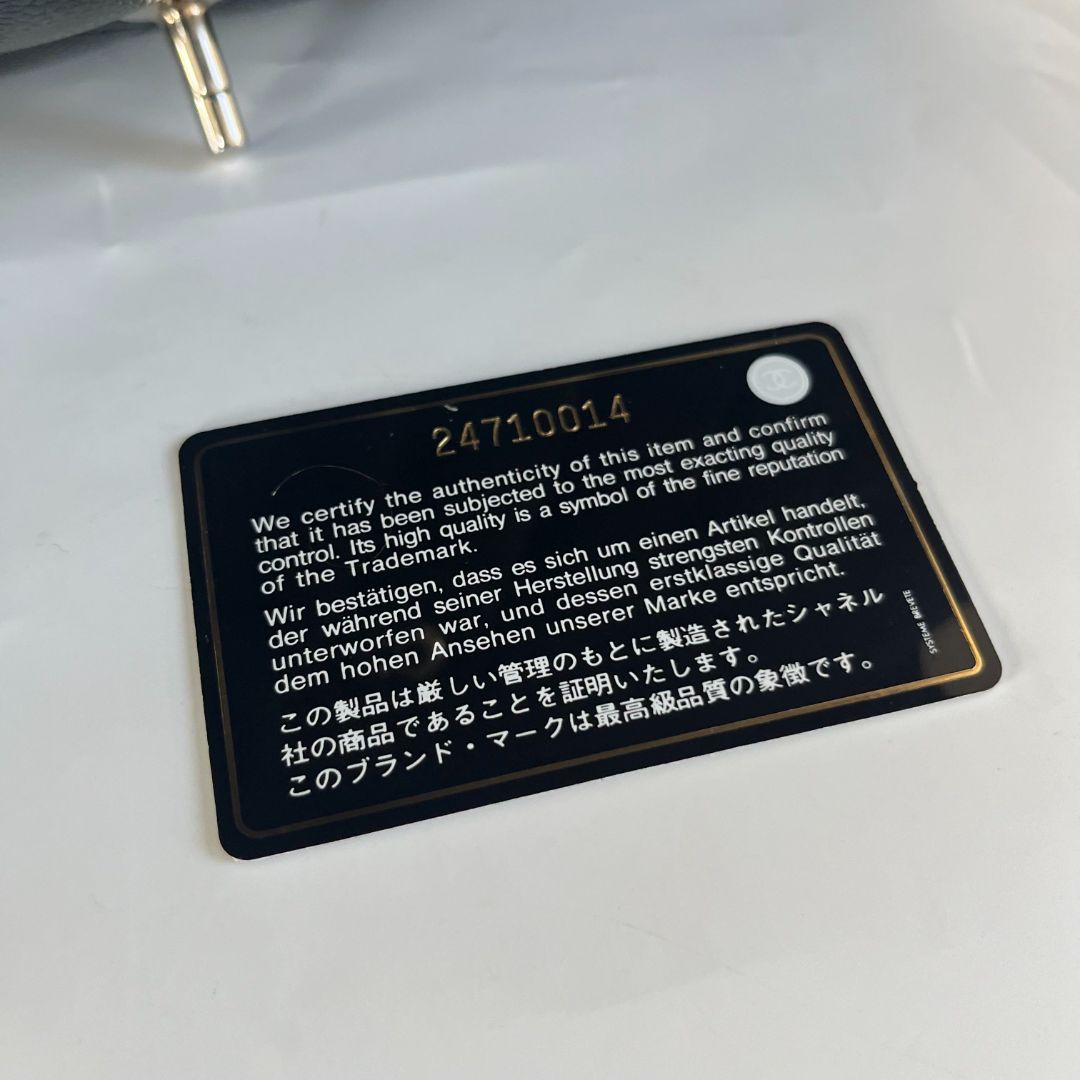 24710014
We certify the authenticity of this item and confirm
that it has been subjected to the most exacting quality
control. Its high quality is a symbol of the fine reputation
of the Trademark.
Wir bestätigen, dass es sich um einen Artikel handelt,
der während seiner Herstellung strengsten Kontrollen
unterworfen war, und dessen erstklassige Qualität
dem hohen Ansehen unserer Marke entspricht.
この製品は厳しい管理のもとに製造されたシャネル
社の商品であることを証明いたします。
このブランド・マークは最高級品質の象徴です。
SYSTEME BREVETE